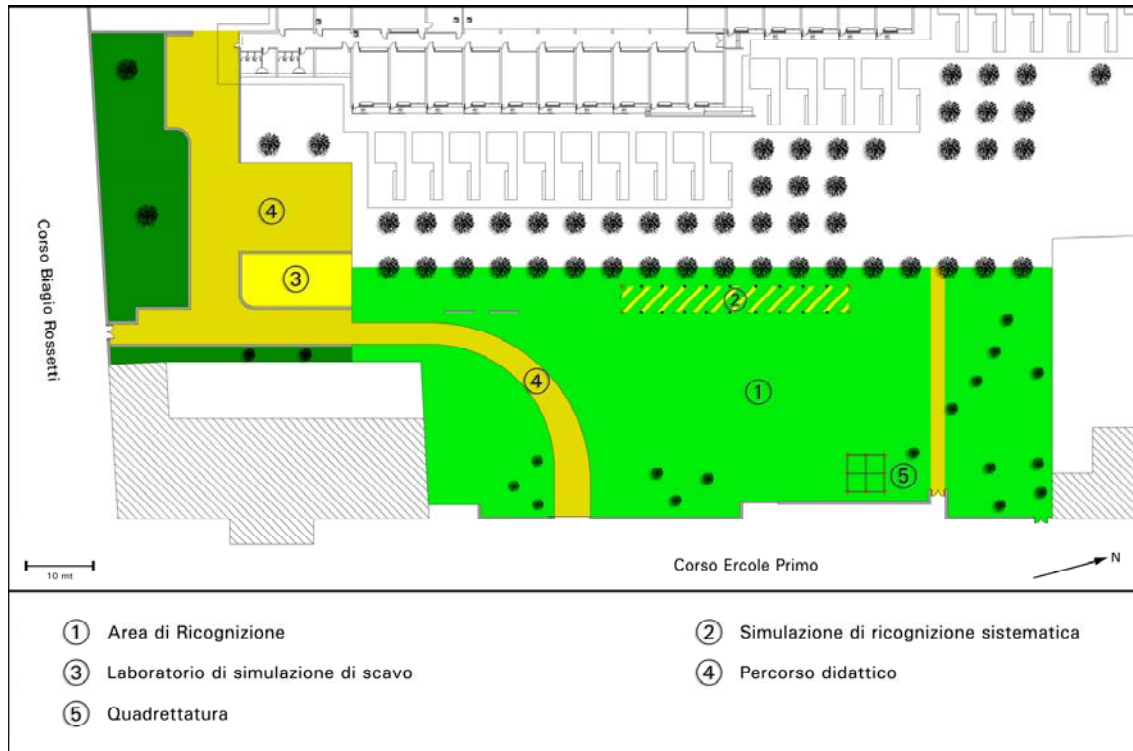 4
3
2
4
1
5
Corso Biagio Rossetti
Corso Ercole Primo
N
10 mt
1 Area di Ricognizione
2 Simulazione di ricognizione sistematica
3 Laboratorio di simulazione di scavo
4 Percorso didattico
5 Quadrettatura